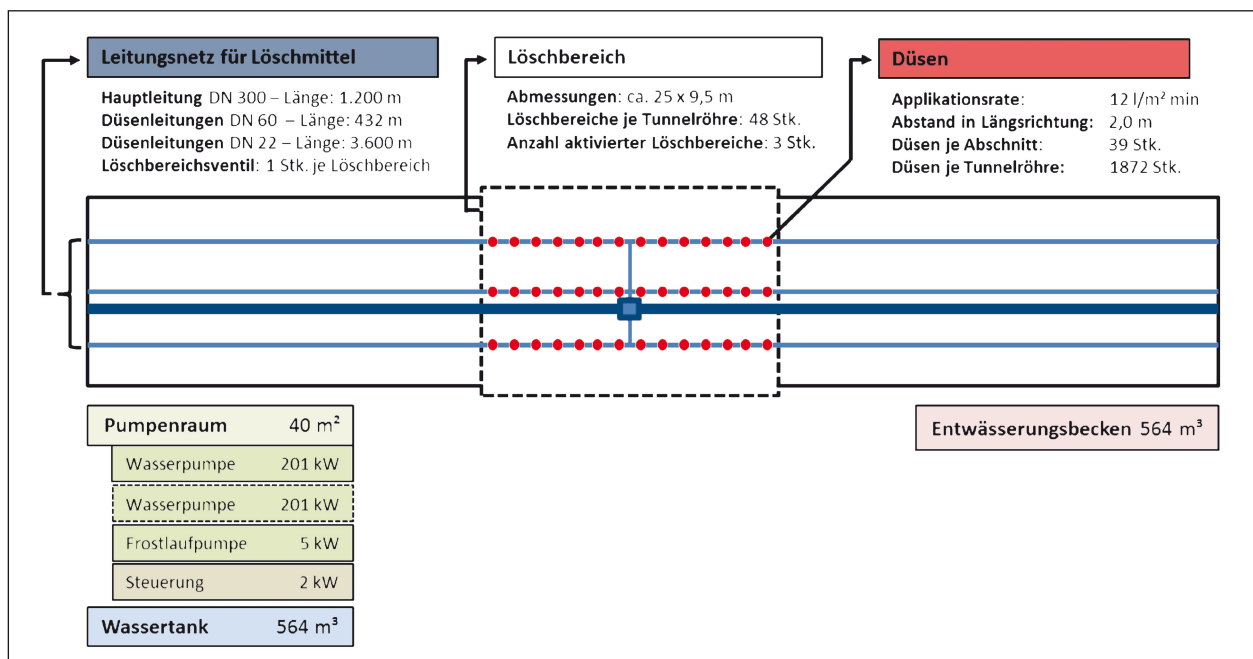 Leitungsnetz für Löschmittel
Hauptleitung DN 300 – Länge: 1.200 m
Düsenleitungen DN 60 – Länge: 432 m
Düsenleitungen DN 22 – Länge: 3.600 m
Löschbereichsventil: 1 Stk. je Löschbereich
Löschbereich
Abmessungen: ca. 25 x 9,5 m
Löschbereiche je Tunnelröhre: 48 Stk.
Anzahl aktivierter Löschbereiche: 3 Stk.
Düsen
Applikationsrate: 12 l/m² min
Abstand in Längsrichtung: 2,0 m
Düsen je Abschnitt: 39 Stk.
Düsen je Tunnelröhre: 1872 Stk.
Pumpenraum 40 m²
Wasserpumpe 201 kW
Wasserpumpe 201 kW
Frostlaufpumpe 5 kW
Steuerung 2 kW
Wassertank 564 m³
Entwässerungsbecken 564 m³